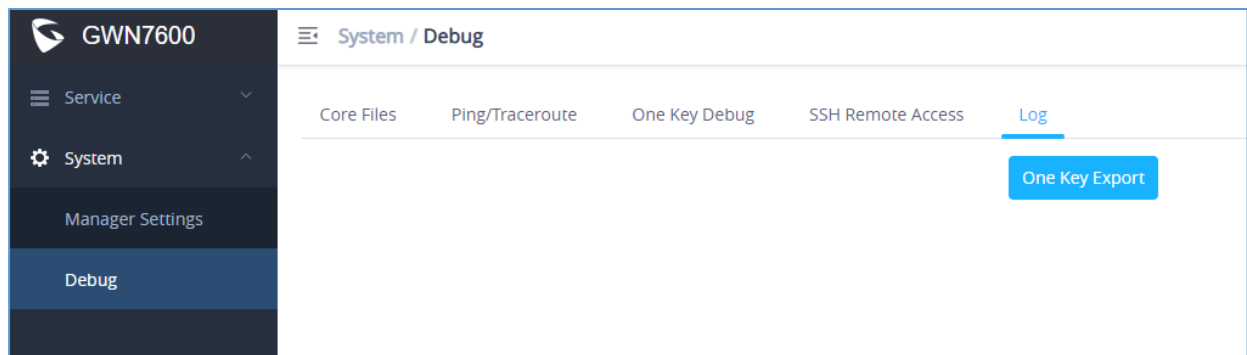 GWN7600
System / Debug
Service
System
Manager Settings
Debug
Core Files Ping/Traceroute One Key Debug SSH Remote Access Log
One Key Export